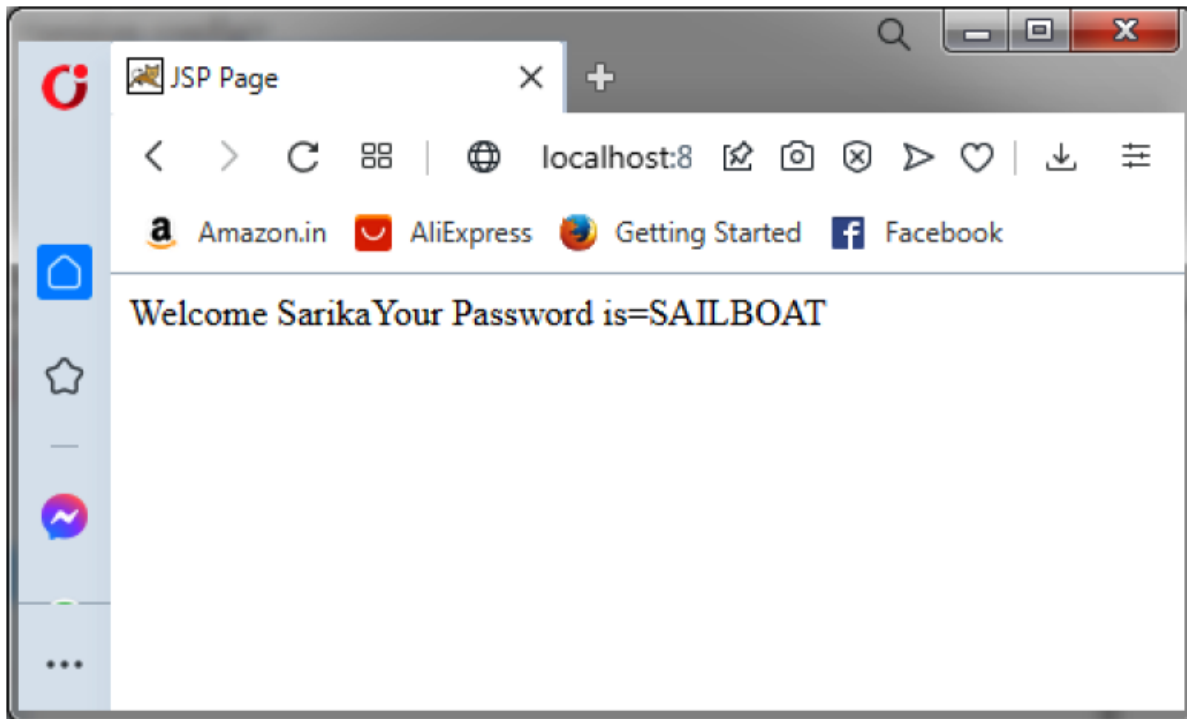 JSP Page
localhost:8
Amazon.in AliExpress Getting Started Facebook
Welcome SarikaYour Password is=SAILBOAT